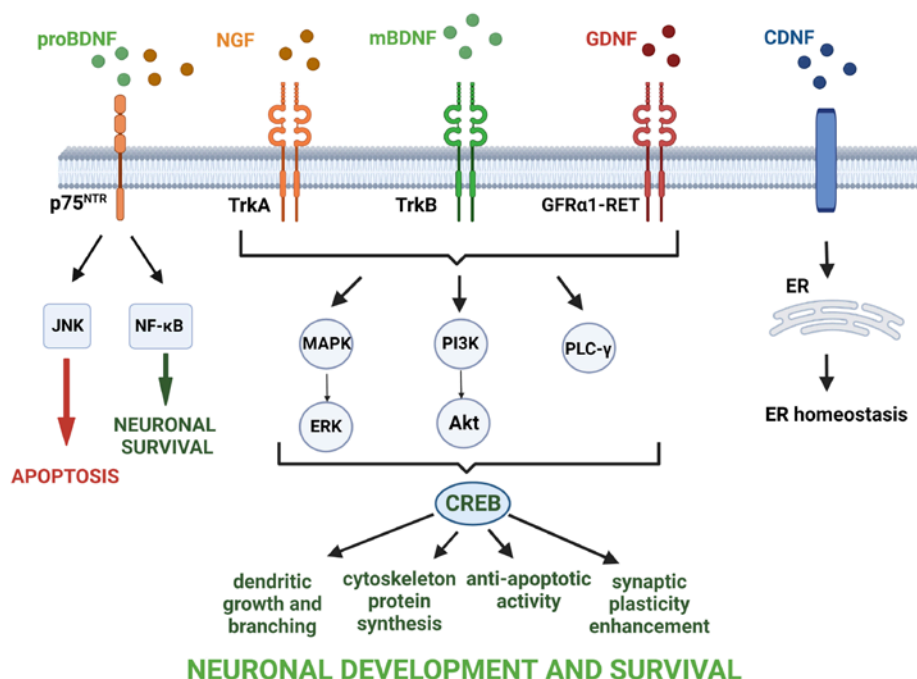 proBDNF
NGF
mBDNF
GDNF
CDNF
p75NTR
TrkA
TrkB
GFRα1-RET
JNK
NF-κB
MAPK
PI3K
PLC-γ
ER
ERK
Akt
ER homeostasis
NEURONAL
SURVIVAL
APOPTOSIS
CREB
dendritic
growth and
branching
cytoskeleton
protein
synthesis
anti-apoptotic
activity
synaptic
plasticity
enhancement
NEURONAL DEVELOPMENT AND SURVIVAL